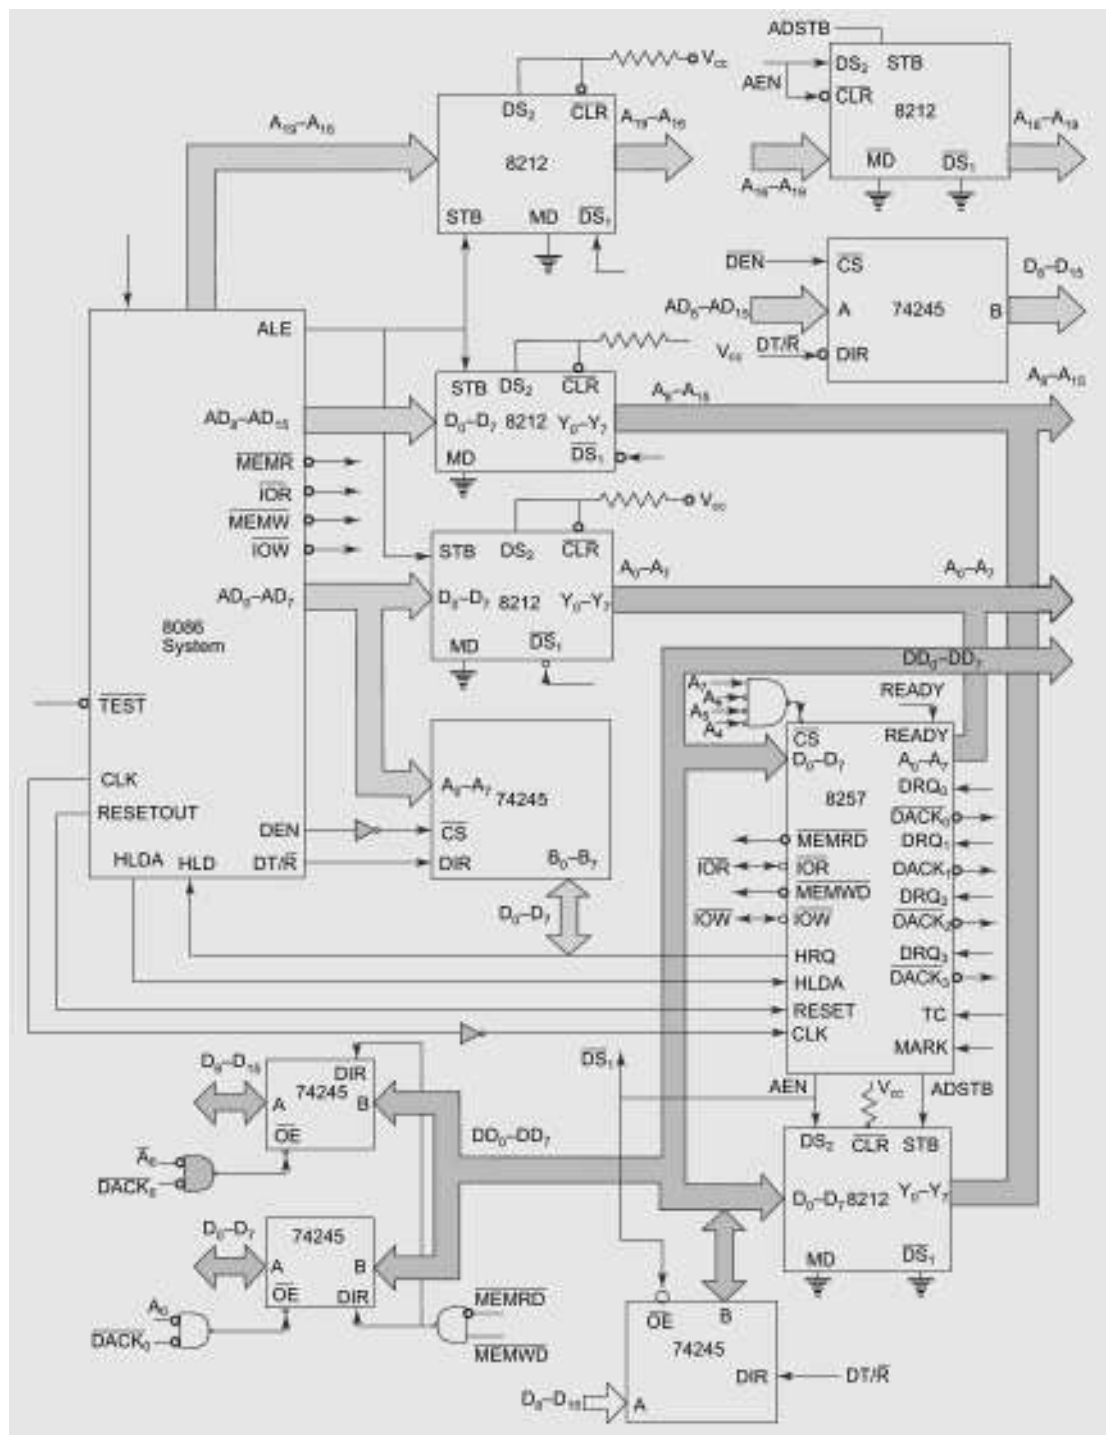 ADSTB
Vcc
DS2 STB
AEN
CLR
8212
MD DS1
A16–A19
A19–A16
DS2 CLR
8212
STB MD DS1
A19–A16
DEN
CS
D8–D15
AD8–AD15
A 74245 B
Vcc DT/R
DIR
ALE
STB DS2 CLR
D0–D7 8212 Y0–Y7
MD DS1
A8–A15
AD8–AD15
MEMR
IOR
MEMW
IOW
AD0–AD7
8086
System
TEST
CLK
RESETOUT
DEN
HLDA HLD DT/R
Vcc
STB DS2 CLR
D0–D7 8212 Y0–Y7
MD DS1
A0–A7
A0–A7
DD0–DD7
A0–A7 74245
CS
DIR B0–B7
D0–D7
A7
A6
A5
A4
READY
CS READY
D0–D7 A0–A7
8257
DRQ0
DACK0
MEMRD DRQ1
IOR IOR DACK1
MEMWD DRQ2
IOW IOW DACK2
HRQ DRQ3
HLDA DACK3
RESET TC
CLK
MARK
AEN Vcc ADSTB
DS1
DS2 CLR STB
D0–D7 8212 Y0–Y7
MD DS1
D8–D15
DIR
74245
A B
OE
DACK0
DD0–DD7
D0–D7
74245
A B
OE DIR
A0
DACK0
MEMRD
MEMWD
OE B
74245
DIR DT/R
A